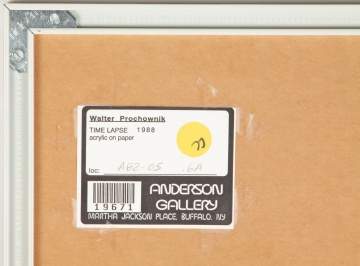 Walter Prochownik
TIME LAPSE 1988
acrylic on paper
loc: ABZ-05 6A
19671
ANDERSON
GALLERY
MARTHA JACKSON PLACE, BUFFALO, NY